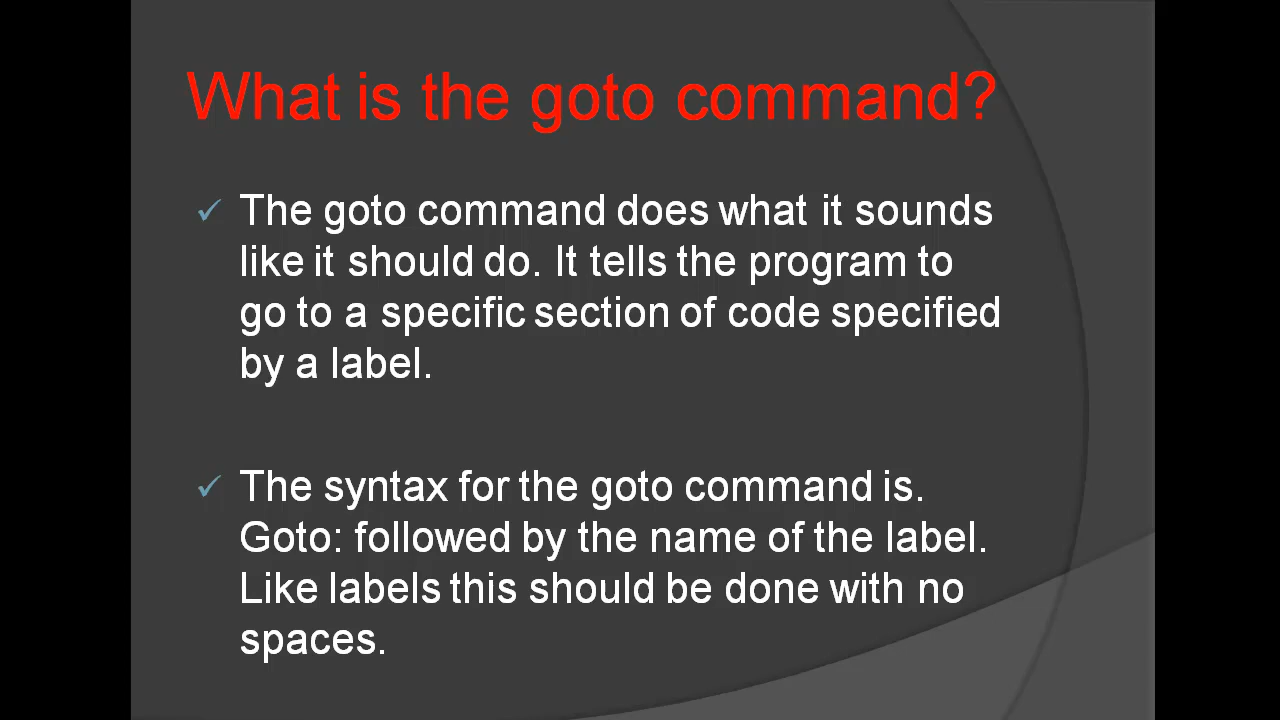 What is the goto command?
The goto command does what it sounds
like it should do. It tells the program to
go to a specific section of code specified
by a label.
The syntax for the goto command is.
Goto: followed by the name of the label.
Like labels this should be done with no
spaces.